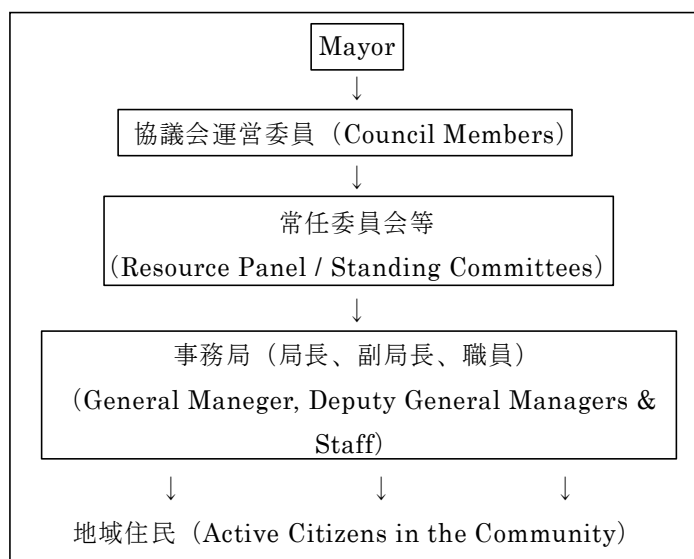 Mayor
↓
協議会運営委員（Council Members）
↓
常任委員会等
（Resource Panel / Standing Committees）
↓
事務局（局長、副局長、職員）
（General Maneger, Deputy General Managers &
Staff）
↓ ↓ ↓
地域住民（Active Citizens in the Community）